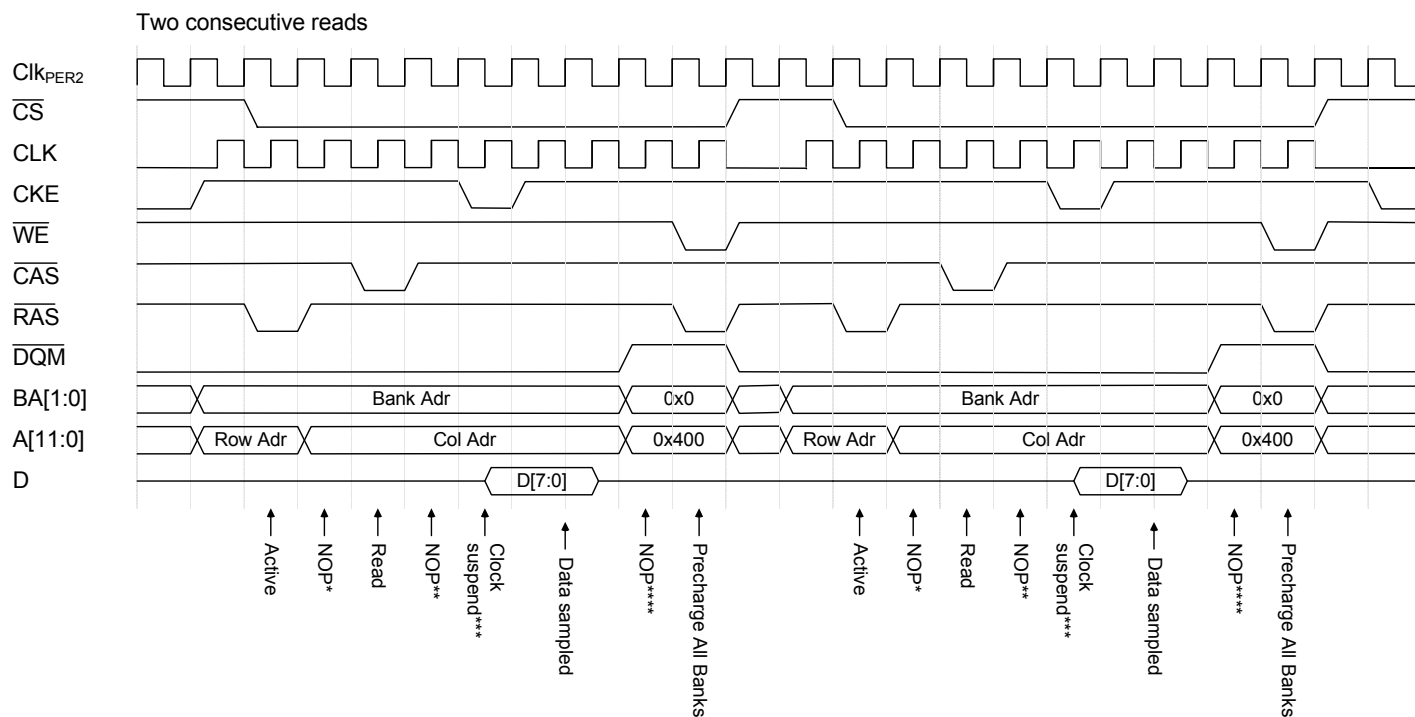 Two consecutive reads
ClkPER2
CS
CLK
CKE
WE
CAS
RAS
DQM
BA[1:0] Bank Adr 0x0 Bank Adr 0x0
A[11:0] Row Adr Col Adr 0x400 Row Adr Col Adr 0x400
D D[7:0] D[7:0]
Active
NOP*
Read
NOP**
Clock
suspend***
Data sampled
NOP****
Precharge All Banks
Active
NOP*
Read
NOP**
Clock
suspend***
Data sampled
NOP****
Precharge All Banks